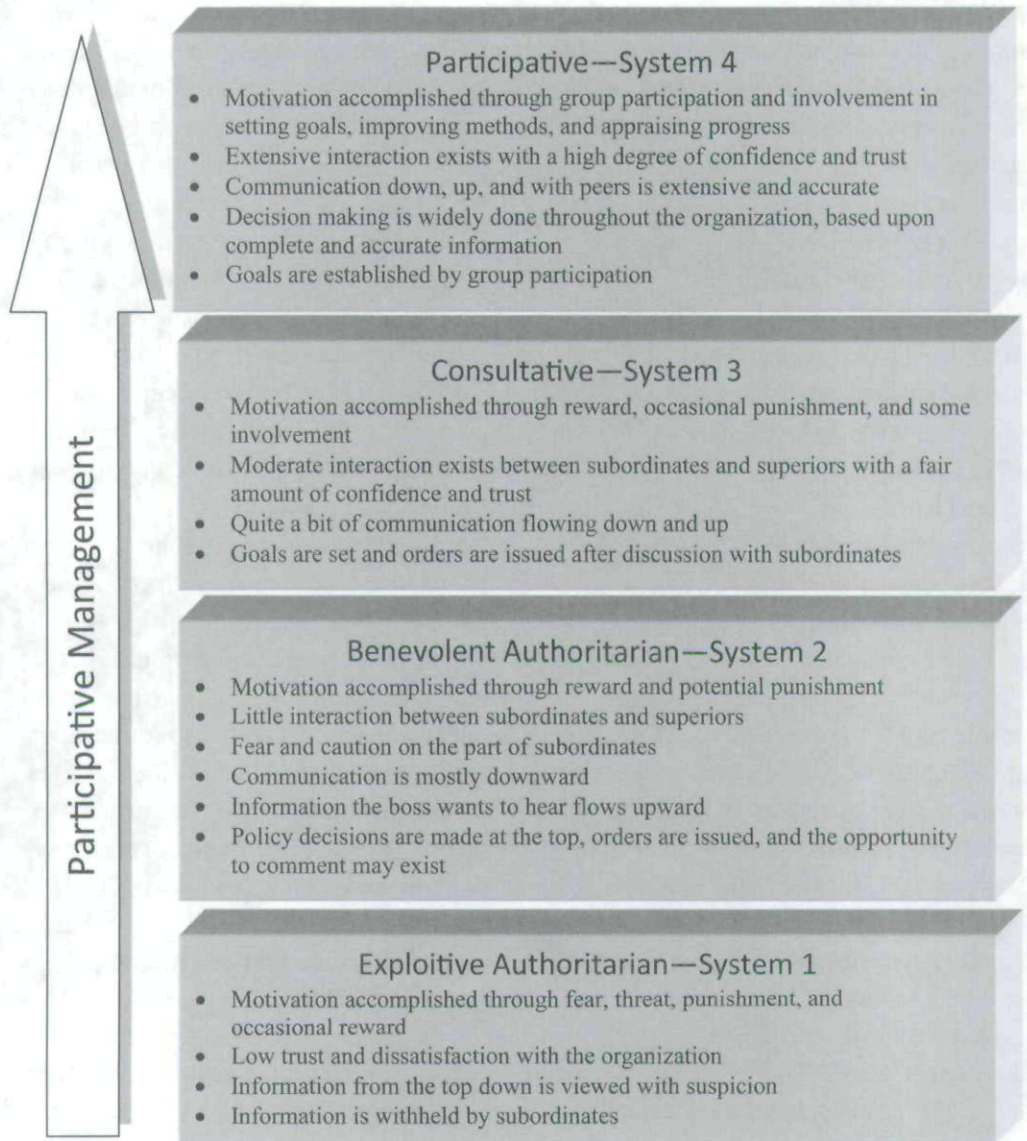 Participative Management
Participative—System 4
• Motivation accomplished through group participation and involvement in
setting goals, improving methods, and appraising progress
• Extensive interaction exists with a high degree of confidence and trust
• Communication down, up, and with peers is extensive and accurate
• Decision making is widely done throughout the organization, based upon
complete and accurate information
• Goals are established by group participation
Consultative—System 3
• Motivation accomplished through reward, occasional punishment, and some
involvement
• Moderate interaction exists between subordinates and superiors with a fair
amount of confidence and trust
• Quite a bit of communication flowing down and up
• Goals are set and orders are issued after discussion with subordinates
Benevolent Authoritarian—System 2
• Motivation accomplished through reward and potential punishment
• Little interaction between subordinates and superiors
• Fear and caution on the part of subordinates
• Communication is mostly downward
• Information the boss wants to hear flows upward
• Policy decisions are made at the top, orders are issued, and the opportunity
to comment may exist
Exploitive Authoritarian—System 1
• Motivation accomplished through fear, threat, punishment, and
occasional reward
• Low trust and dissatisfaction with the organization
• Information from the top down is viewed with suspicion
• Information is withheld by subordinates